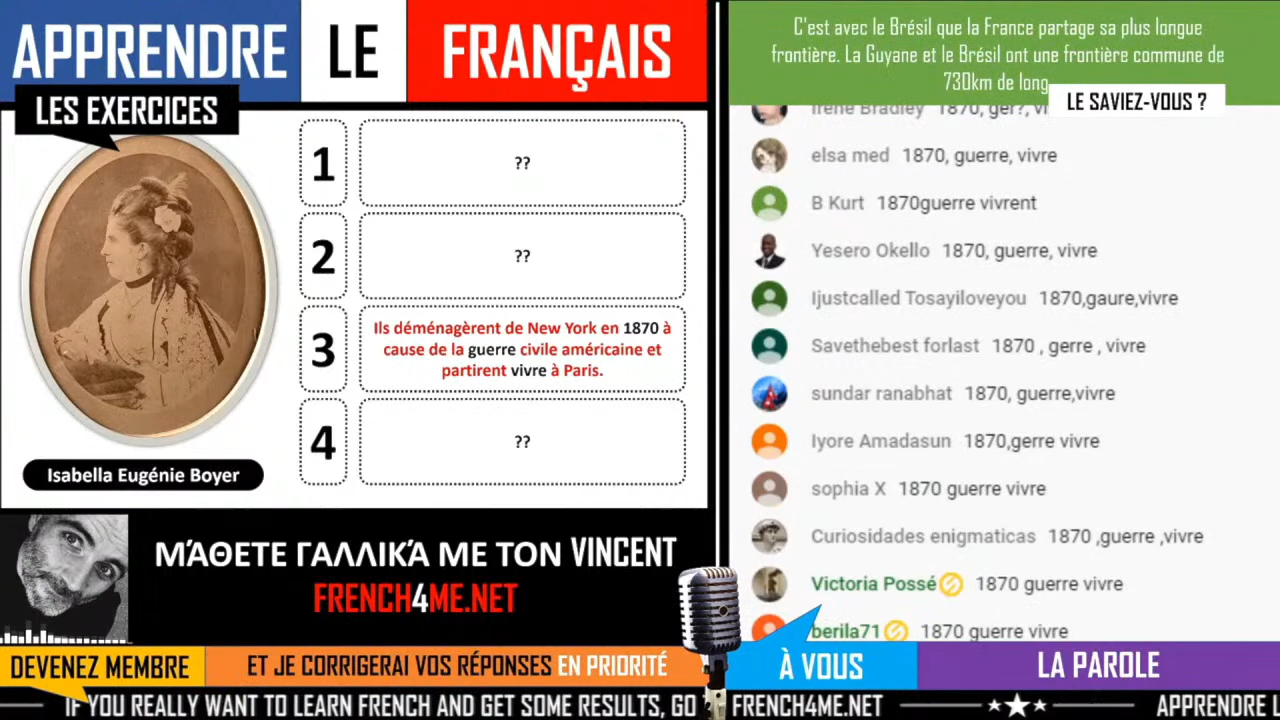 APPRENDRE LE FRANÇAIS
LES EXERCICES
1
??
2
??
3
Ils déménagèrent de New York en 1870 à
cause de la guerre civile américaine et
partirent vivre à Paris.
4
??
Isabella Eugénie Boyer
ΜΆΘΕΤΕ ΓΑΛΛΙΚΆ ΜΕ ΤΟΝ VINCENT
FRENCH4ME.NET
C'est avec le Brésil que la France partage sa plus longue
frontière. La Guyane et le Brésil ont une frontière commune de
730km de long
LE SAVIEZ-VOUS ?
Irene Bradley 1870, ger?,
elsa med 1870, guerre, vivre
B Kurt 1870guerre vivrent
Yesero Okello 1870, guerre, vivre
Ijustcalled Tosayiloveyou 1870,gaure,vivre
Savethebest forlast 1870 , gerre , vivre
sundar ranabhat 1870, guerre,vivre
Iyore Amadasun 1870,gerre vivre
sophia X 1870 guerre vivre
Curiosidades enigmaticas 1870 ,guerre ,vivre
Victoria Possé 1870 guerre vivre
berila71 1870 guerre vivre
DEVENEZ MEMBRE
ET JE CORRIGERAI VOS RÉPONSES EN PRIORITÉ
À VOUS
LA PAROLE
IF YOU REALLY WANT TO LEARN FRENCH AND GET SOME RESULTS, GO FRENCH4ME.NET
APPRENDRE